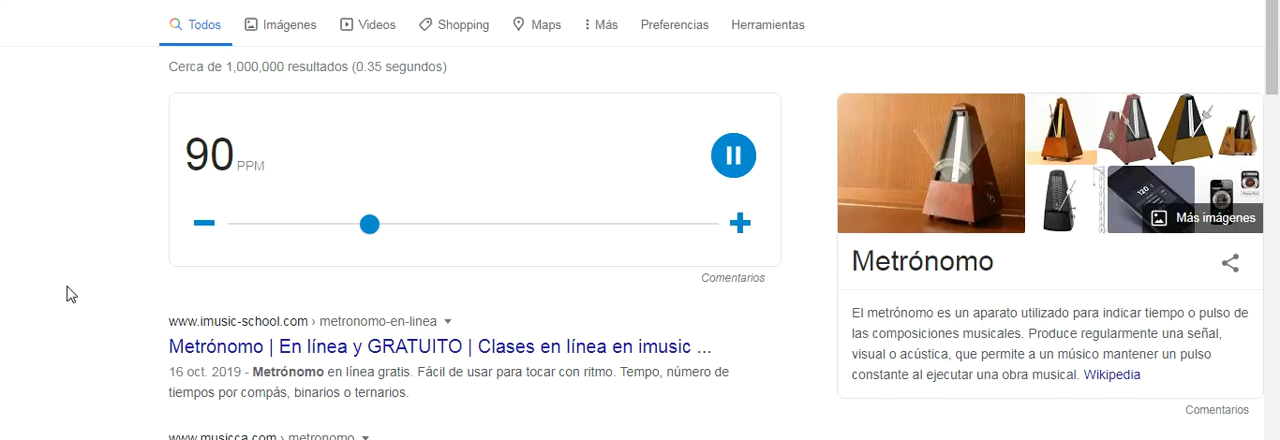 Todos Imágenes Videos Shopping Maps Más Preferencias Herramientas
Cerca de 1,000,000 resultados (0.35 segundos)
90 PPM
Comentarios
www.imusic-school.com › metronomo-en-linea
Metrónomo | En línea y GRATUITO | Clases en línea en imusic ...
16 oct. 2019 - Metrónomo en línea gratis. Fácil de usar para tocar con ritmo. Tempo, número de
tiempos por compás, binarios o ternarios.
www.musicca.com › metronomo
120
Más imágenes
Metrónomo
El metrónomo es un aparato utilizado para indicar tiempo o pulso de
las composiciones musicales. Produce regularmente una señal,
visual o acústica, que permite a un músico mantener un pulso
constante al ejecutar una obra musical. Wikipedia
Comentarios